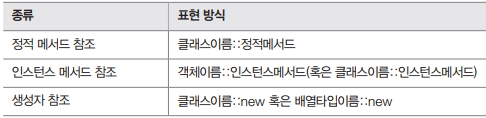 종류 표현 방식
정적 메서드 참조 클래스이름::정적메서드
인스턴스 메서드 참조 객체이름::인스턴스메서드(혹은 클래스이름::인스턴스메서드)
생성자 참조 클래스이름::new 혹은 배열타입이름::new